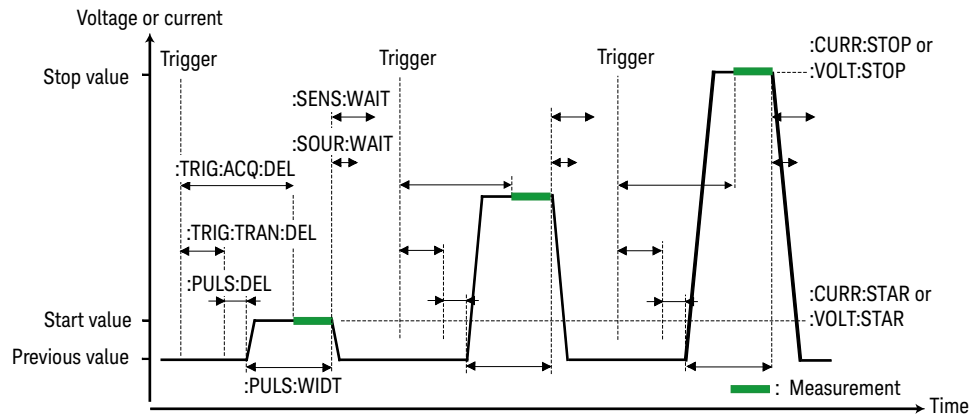 Voltage or current
Trigger
Trigger
Trigger
:CURR:STOP or
:VOLT:STOP
Stop value
:SENS:WAIT
:SOUR:WAIT
:TRIG:ACQ:DEL
:TRIG:TRAN:DEL
:PULS:DEL
:CURR:STAR or
:VOLT:STAR
Start value
Previous value
:PULS:WIDT
: Measurement
Time